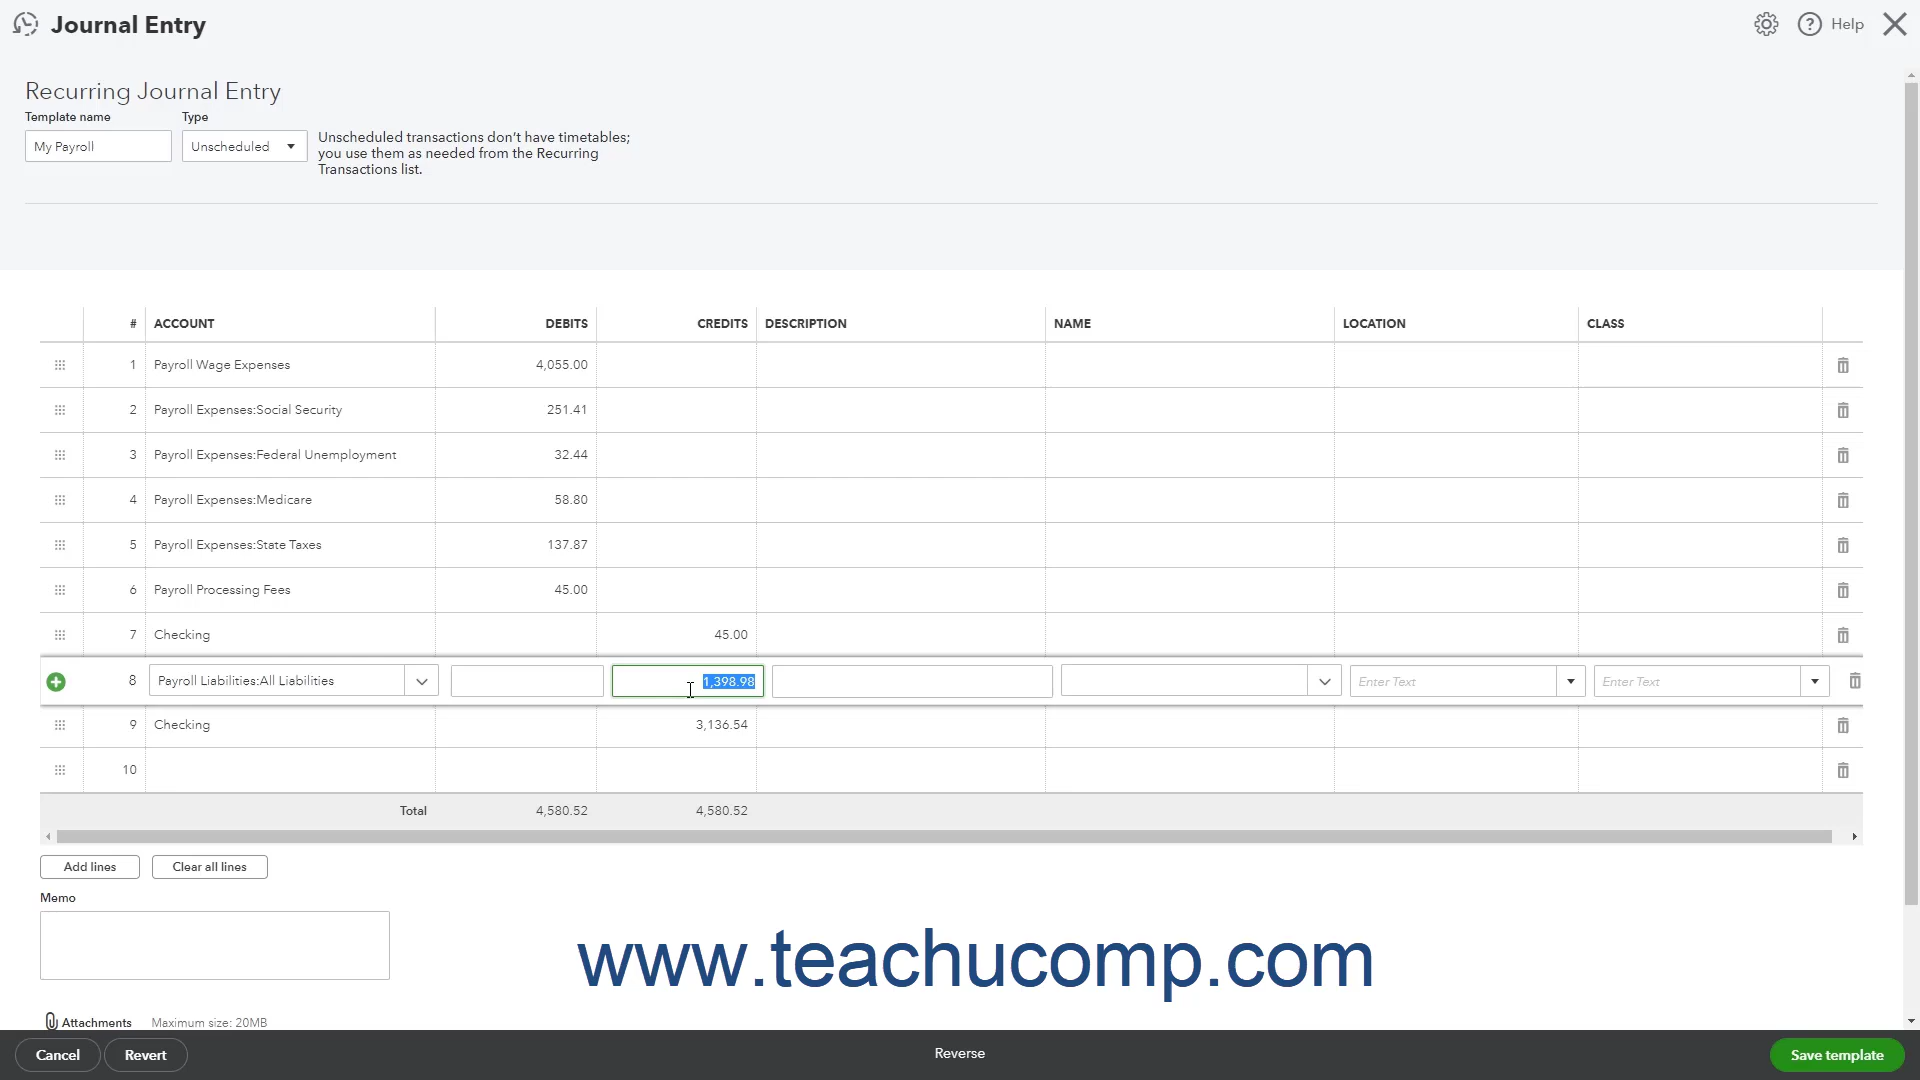 Journal Entry
Help
Recurring Journal Entry
Template name Type
My Payroll Unscheduled
Unscheduled transactions don't have timetables;
you use them as needed from the Recurring
Transactions list.
# ACCOUNT DEBITS CREDITS DESCRIPTION NAME LOCATION CLASS
1 Payroll Wage Expenses 4,055.00
2 Payroll Expenses:Social Security 251.41
3 Payroll Expenses:Federal Unemployment 32.44
4 Payroll Expenses:Medicare 58.80
5 Payroll Expenses:State Taxes 137.87
6 Payroll Processing Fees 45.00
7 Checking 45.00
8 Payroll Liabilities:All Liabilities 1,398.98 Enter Text Enter Text
9 Checking 3,136.54
10
Total 4,580.52 4,580.52
Add lines Clear all lines
Memo
www.teachucomp.com
Attachments Maximum size: 20MB
Cancel Revert Reverse Save template